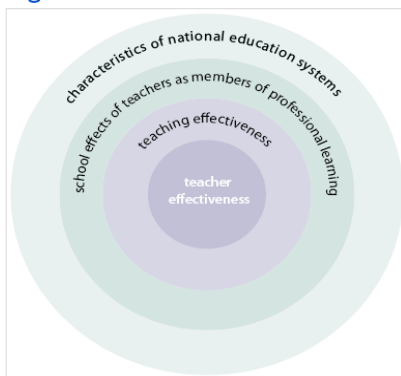 characteristics of national education systems
school effects of teachers as members of professional learning
teaching effectiveness
teacher
effectiveness